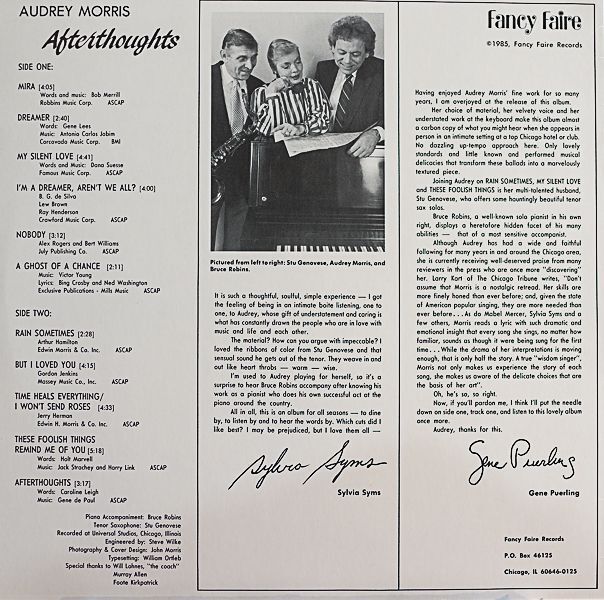 AUDREY MORRIS
Afterthoughts
SIDE ONE:
MIRA [4:05]
Words and music: Bob Merrill
Robbins Music Corp. ASCAP
DREAMER [2:40]
Words: Gene Lees
Music: Antonio Carlos Jobim
Corcovado Music Corp. BMI
MY SILENT LOVE [4:41]
Words and Music: Dana Suesse
Famous Music Corp. ASCAP
I'M A DREAMER, AREN'T WE ALL? [4:00]
B. G. de Silva
Lew Brown
Ray Henderson
Crawford Music Corp. ASCAP
NOBODY [3:12]
Alex Rogers and Bert Williams
July Publishing Co. ASCAP
A GHOST OF A CHANCE [2:11]
Music: Victor Young
Lyrics: Bing Crosby and Ned Washington
Exclusive Publications - Mills Music ASCAP
SIDE TWO:
RAIN SOMETIMES [2:28]
Arthur Hamilton
Edwin Morris & Co. Inc. ASCAP
BUT I LOVED YOU [4:15]
Gordon Jenkins
Massey Music Co., Inc. ASCAP
TIME HEALS EVERYTHING/
I WON'T SEND ROSES [4:33]
Jerry Herman
Edwin H. Morris & Co. Inc. ASCAP
THESE FOOLISH THINGS
REMIND ME OF YOU [5:18]
Words: Holt Marvell
Music: Jack Strachey and Harry Link ASCAP
AFTERTHOUGHTS [3:17]
Words: Caroline Leigh
Music: Gene de Paul ASCAP
Piano Accompaniment: Bruce Robins
Tenor Saxophone: Stu Genovese
Recorded at Universal Studios, Chicago, Illinois
Engineered by: Steve Wilke
Photography & Cover Design: John Morris
Typesetting: William Ortleb
Special thanks to Will Lohnes, "the coach"
Murray Allen
Foote Kirkpatrick
Pictured from left to right: Stu Genovese, Audrey Morris, and
Bruce Robins.
It is such a thoughtful, soulful, simple experience — I got
the feeling of being in an intimate boite listening, one to
one, to Audrey, whose gift of understatement and caring is
what has constantly drawn the people who are in love with
music and life and each other.
The material? How can you argue with impeccable? I
loved the ribbons of color from Stu Genovese and that
sensual sound he gets out of the tenor. They weave in and
out like heart throbs — warm — wise.
I'm used to Audrey playing for herself, so it's a
surprise to hear Bruce Robins accompany after knowing his
work as a pianist who does his own successful act at the
piano around the country.
All in all, this is an album for all seasons — to dine
by, to listen by and to hear the words by. Which cuts did I
like best? I may be prejudiced, but I love them all —
Sylvia Syms
Sylvia Syms
Fancy Faire
©1985, Fancy Faire Records
Having enjoyed Audrey Morris' fine work for so many
years, I am overjoyed at the release of this album.
Her choice of material, her velvety voice and her
understated work at the keyboard make this album almost
a carbon copy of what you might hear when she appears in
person in an intimate setting at a top Chicago hotel or club.
No dazzling up-tempo approach here. Only lovely
standards and little known and performed musical
delicacies that transform these ballads into a marvelously
textured piece.
Joining Audrey on RAIN SOMETIMES, MY SILENT LOVE
and THESE FOOLISH THINGS is her multi-talented husband,
Stu Genovese, who offers some hauntingly beautiful tenor
sax solos.
Bruce Robins, a well-known solo pianist in his own
right, displays a heretofore hidden facet of his many
abilities — that of a most sensitive accompanist.
Although Audrey has had a wide and faithful
following for many years in and around the Chicago area,
she is currently receiving well-deserved praise from many
reviewers in the press who are once more "discovering"
her. Larry Kart of The Chicago Tribune writes, "Don't
assume that Morris is a nostalgic retread. Her skills are
more finely honed than ever before; and, given the state
of American popular singing, they are more needed than
ever before...As do Mabel Mercer, Sylvia Syms and a
few others, Morris reads a lyric with such dramatic and
emotional insight that every song she sings, no matter how
familiar, sounds as though it were being sung for the first
time...While the drama of her interpretations is moving
enough, that is only half the story. A true "wisdom singer",
Morris not only makes us experience the story of each
song, she makes us aware of the delicate choices that are
the basis of her art".
Oh, he's so, so right.
Now, if you'll pardon me, I think I'll put the needle
down on side one, track one, and listen to this lovely album
once more.
Audrey, thanks for this.
Gene Puerling
Gene Puerling
Fancy Faire Records
P.O. Box 46125
Chicago, IL 60646-0125